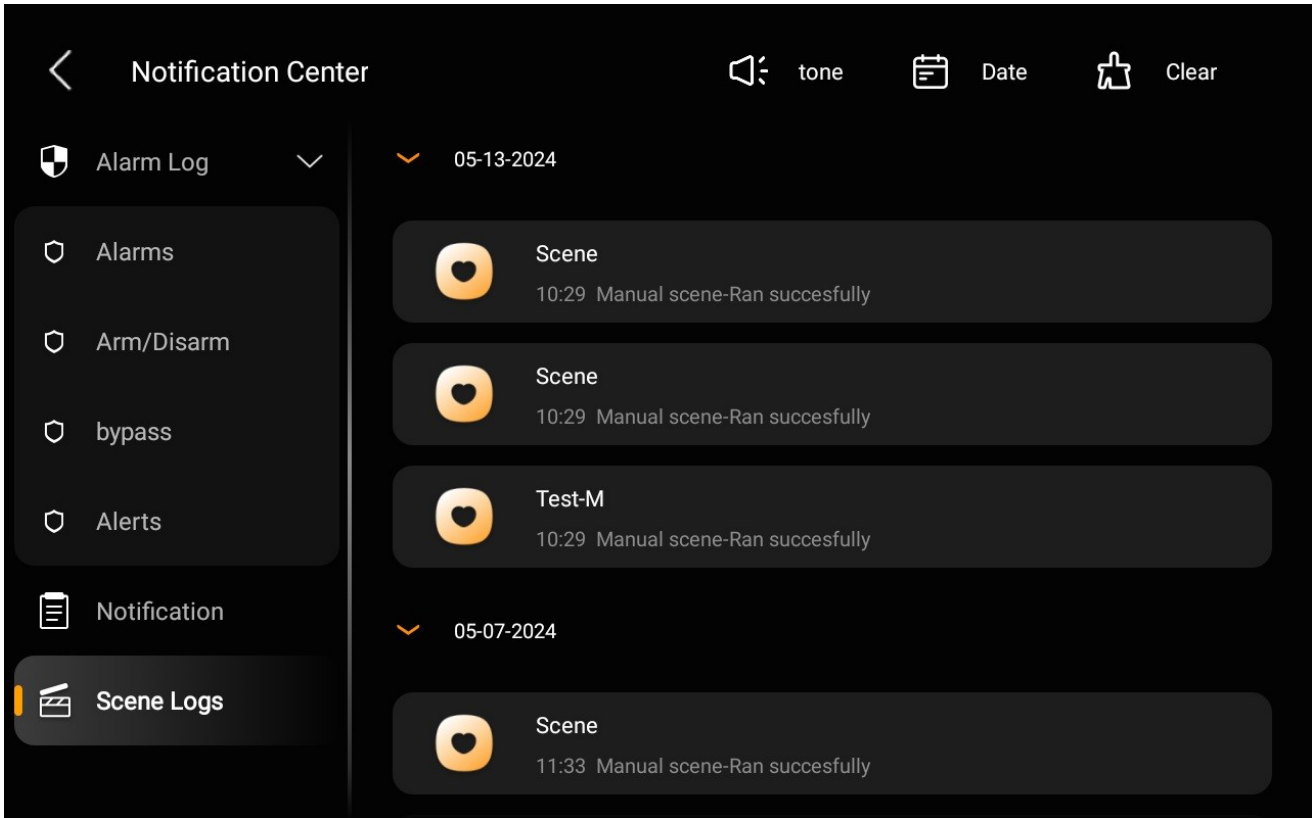 Notification Center
tone
Date
Clear
Alarm Log
Alarms
Arm/Disarm
bypass
Alerts
Notification
Scene Logs
05-13-2024
Scene
10:29 Manual scene-Ran succesfully
Scene
10:29 Manual scene-Ran succesfully
Test-M
10:29 Manual scene-Ran succesfully
05-07-2024
Scene
11:33 Manual scene-Ran succesfully